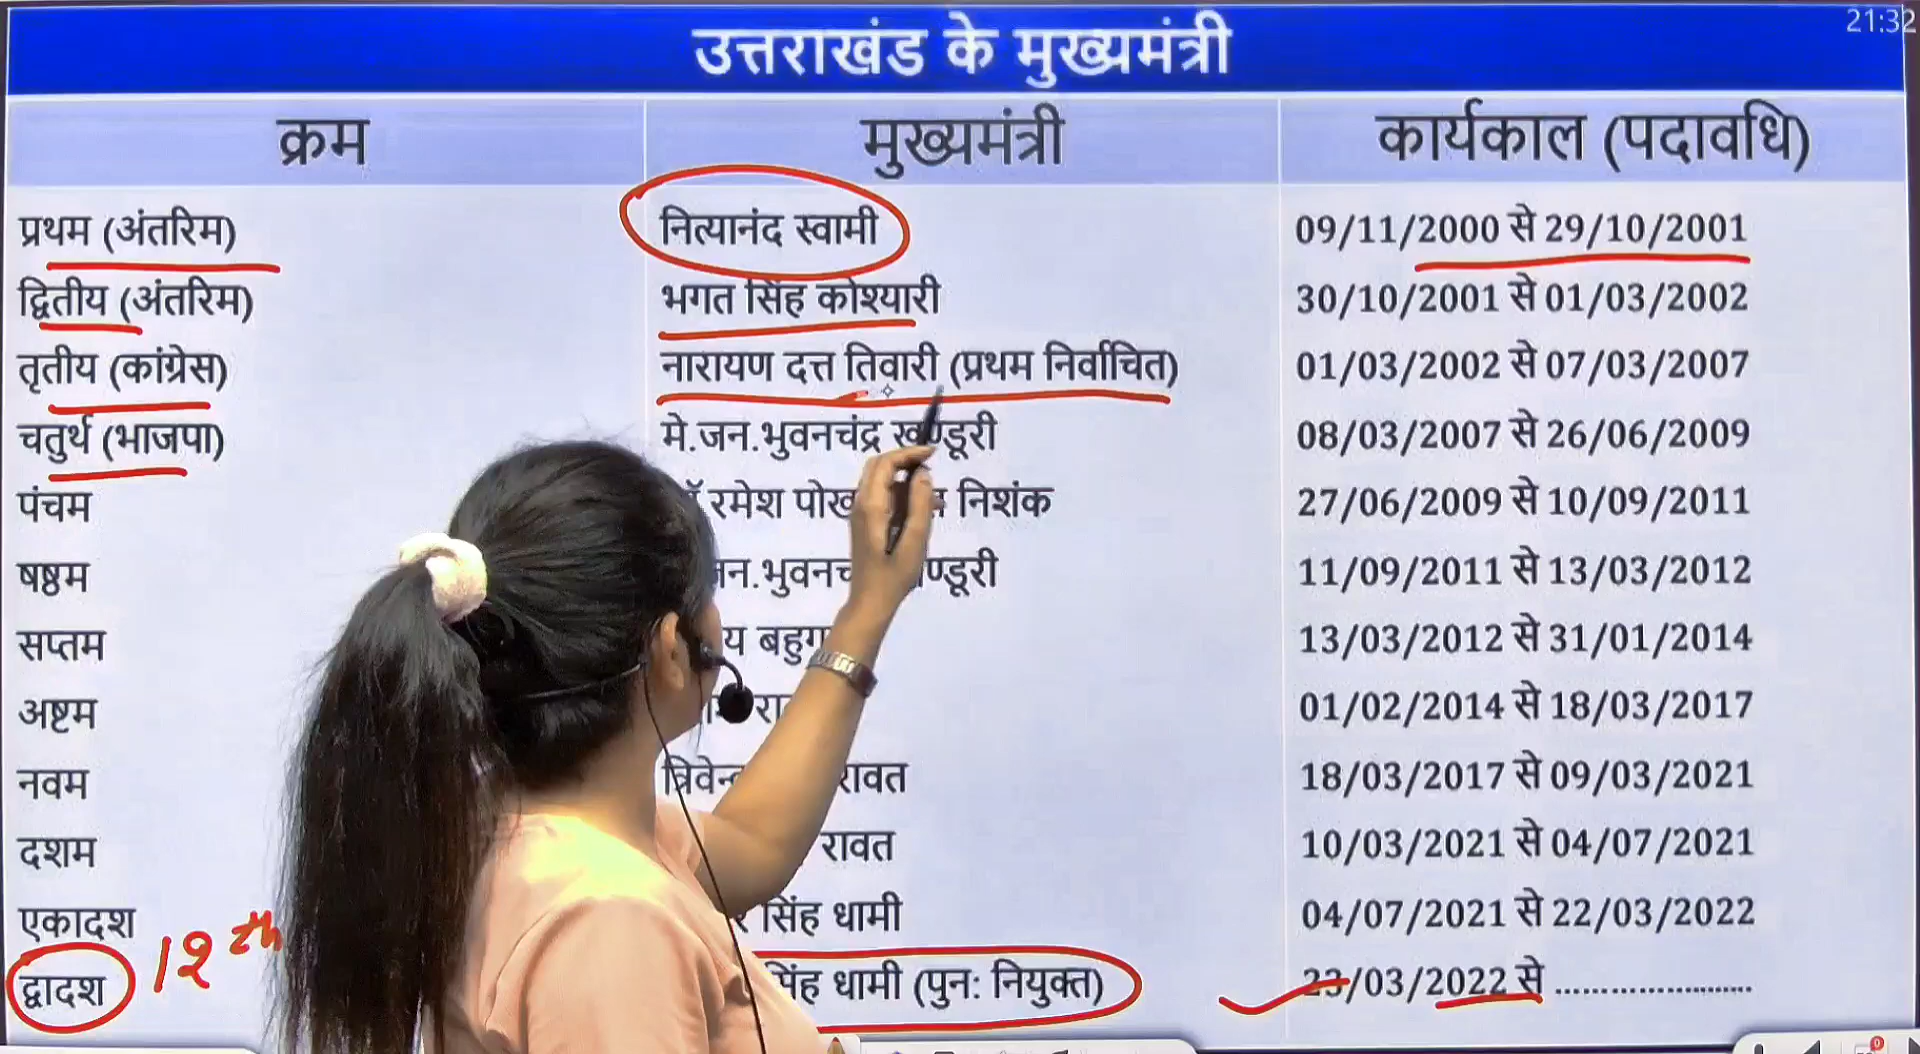 21:32
उत्तराखंड के मुख्यमंत्री
क्रम मुख्यमंत्री कार्यकाल (पदावधि)
प्रथम (अंतरिम) नित्यानंद स्वामी 09/11/2000 से 29/10/2001
द्वितीय (अंतरिम) भगत सिंह कोश्यारी 30/10/2001 से 01/03/2002
तृतीय (कांग्रेस) नारायण दत्त तिवारी (प्रथम निर्वाचित) 01/03/2002 से 07/03/2007
चतुर्थ (भाजपा) मे.जन.भुवनचंद्र खण्डूरी 08/03/2007 से 26/06/2009
पंचम रमेश निशंक 27/06/2009 से 10/09/2011
षष्ठम 11/09/2011 से 13/03/2012
सप्तम 13/03/2012 से 31/01/2014
अष्टम 01/02/2014 से 18/03/2017
नवम रावत 18/03/2017 से 09/03/2021
दशम रावत 10/03/2021 से 04/07/2021
एकादश सिंह धामी 04/07/2021 से 22/03/2022
द्वादश 12th धामी (पुन: नियुक्त) 23/03/2022 से ........................